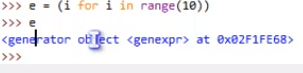 >>> e = (i for i in range(10))
>>> e
<generator object <genexpr> at 0x02F1FE68>
>>>